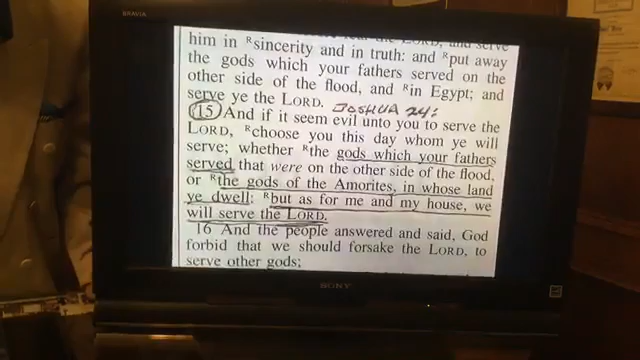 BRAVIA
fear the LORD, and serve
him in ᴿsincerity and in truth: and ᴿput away
the gods which your fathers served on the
other side of the flood, and ᴿin Egypt; and
serve ye the LORD. JOSHUA 24:
15 And if it seem evil unto you to serve the
LORD, ᴿchoose you this day whom ye will
serve; whether ᴿthe gods which your fathers
served that were on the other side of the flood,
or ᴿthe gods of the Amorites, in whose land
ye dwell: ᴿbut as for me and my house, we
will serve the LORD.
16 And the people answered and said, God
forbid that we should forsake the LORD, to
serve other gods;
SONY